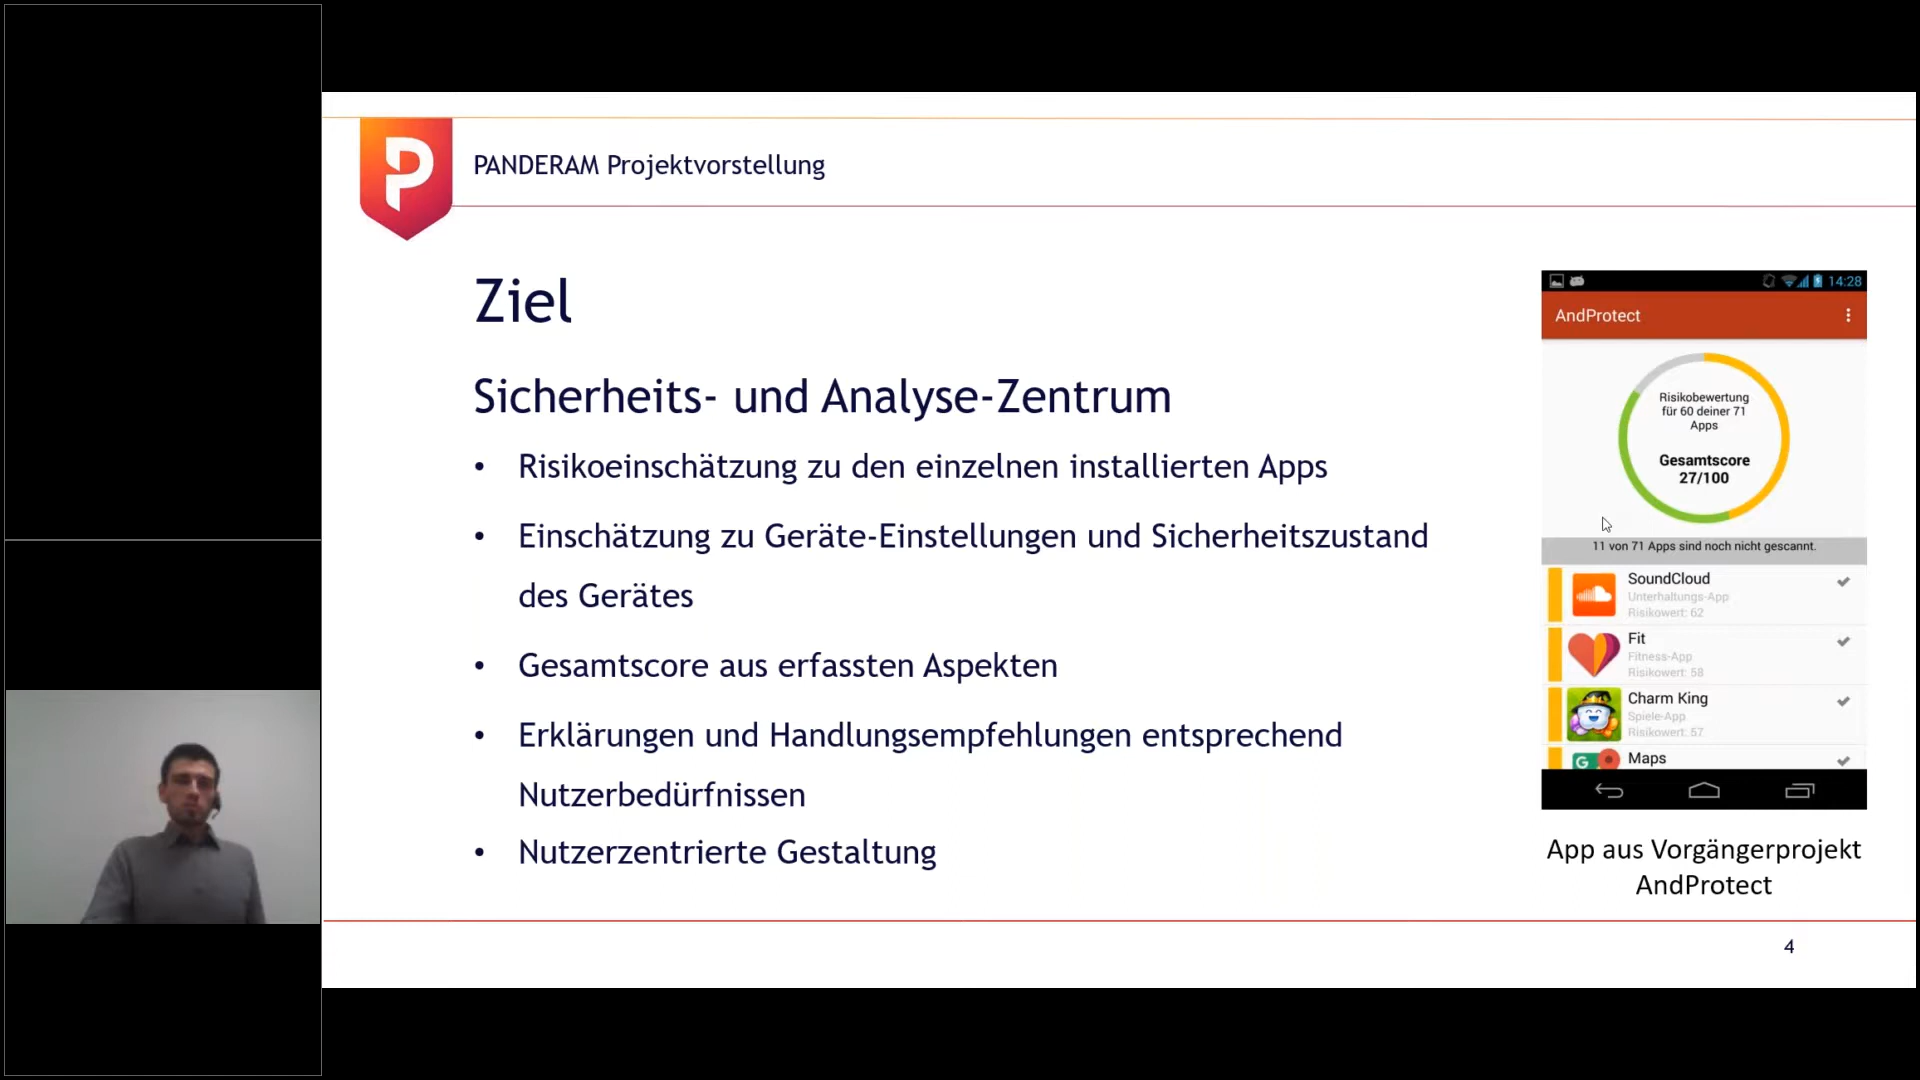 P
PANDERAM Projektvorstellung
Ziel
Sicherheits- und Analyse-Zentrum
• Risikoeinschätzung zu den einzelnen installierten Apps
• Einschätzung zu Geräte-Einstellungen und Sicherheitszustand
des Gerätes
• Gesamtscore aus erfassten Aspekten
• Erklärungen und Handlungsempfehlungen entsprechend
Nutzerbedürfnissen
• Nutzerzentrierte Gestaltung
14:28
AndProtect
Risikobewertung
für 60 deiner 71
Apps
Gesamtscore
27/100
11 von 71 Apps sind noch nicht gescannt.
SoundCloud
Unterhaltungs-App
Risikowert: 62
Fit
Fitness-App
Risikowert: 58
Charm King
Spiele-App
Risikowert: 57
G
Maps
App aus Vorgängerprojekt
AndProtect
4